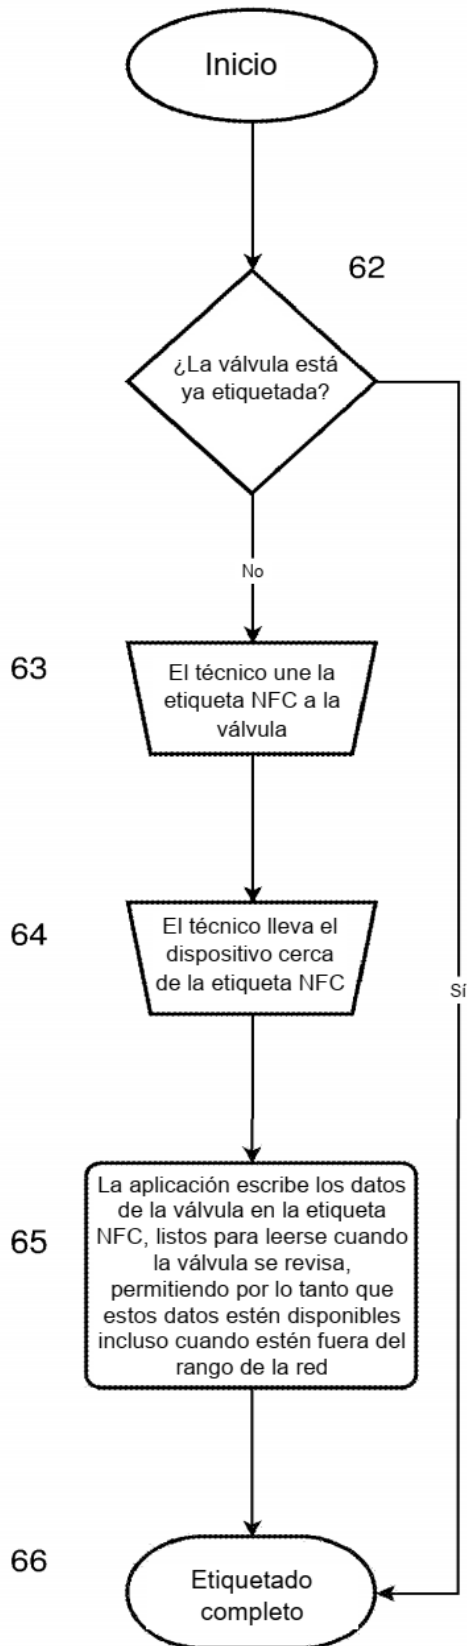 Inicio
62
¿La válvula está
ya etiquetada?
No
63
El técnico une la
etiqueta NFC a la
válvula
64
El técnico lleva el
dispositivo cerca
de la etiqueta NFC
Sí
65
La aplicación escribe los datos
de la válvula en la etiqueta
NFC, listos para leerse cuando
la válvula se revisa,
permitiendo por lo tanto que
estos datos estén disponibles
incluso cuando estén fuera del
rango de la red
66
Etiquetado
completo